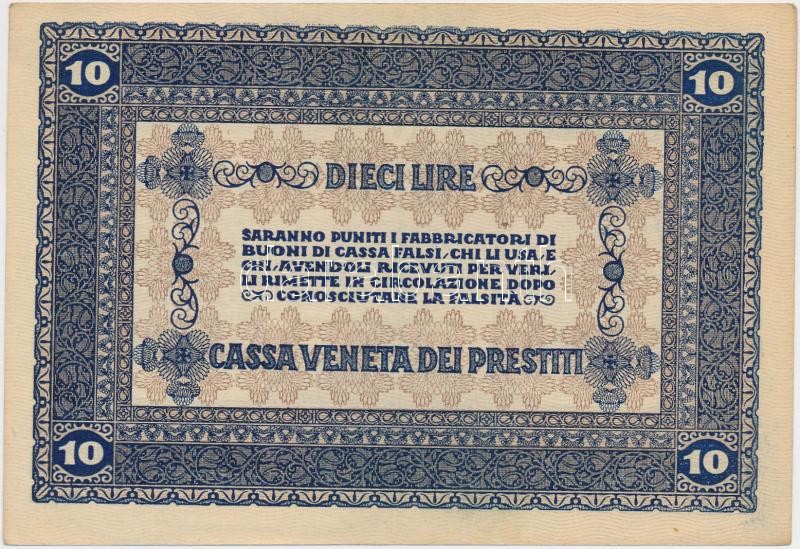 10 10
DIECI LIRE
SARANNO PUNITI I FABBRICATORI DI
BUONI DI CASSA FALSI, CHI LI USA, E
CHI, AVENDOLI RICEVUTI PER VERI,
LI RIMETTE IN CIRCOLAZIONE DOPO
CONOSCIUTANE LA FALSITÀ
CASSA VENETA DEI PRESTITI
10 10